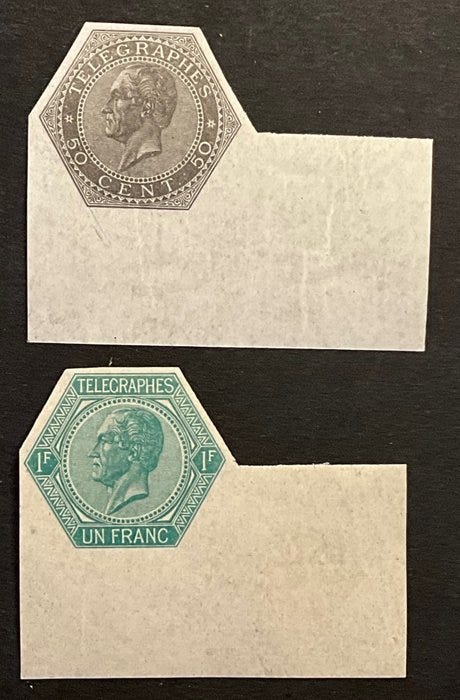 TELEGRAPHES
50 CENT. 50
TELEGRAPHES
1F 1F
UN FRANC